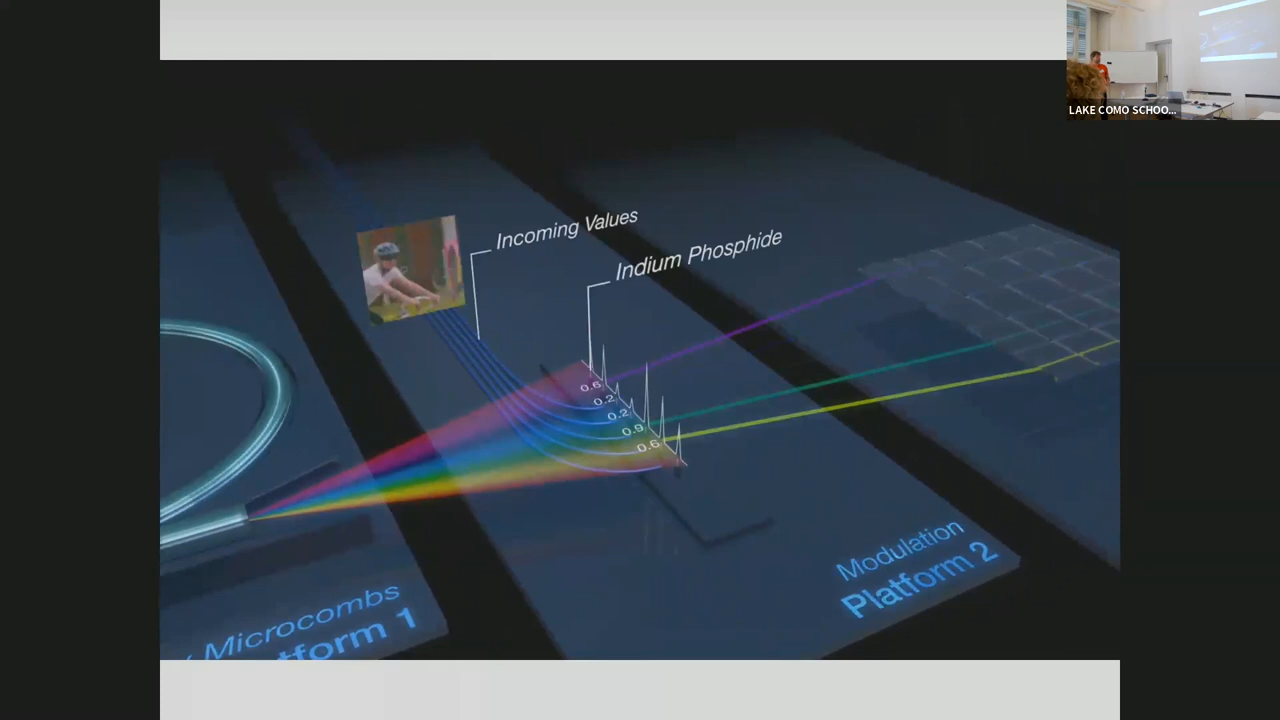 LAKE COMO SCHOO...
Incoming Values
Indium Phosphide
0.6
0.2
0.2
0.9
0.6
Modulation
Platform 2
Microcombs
tform 1